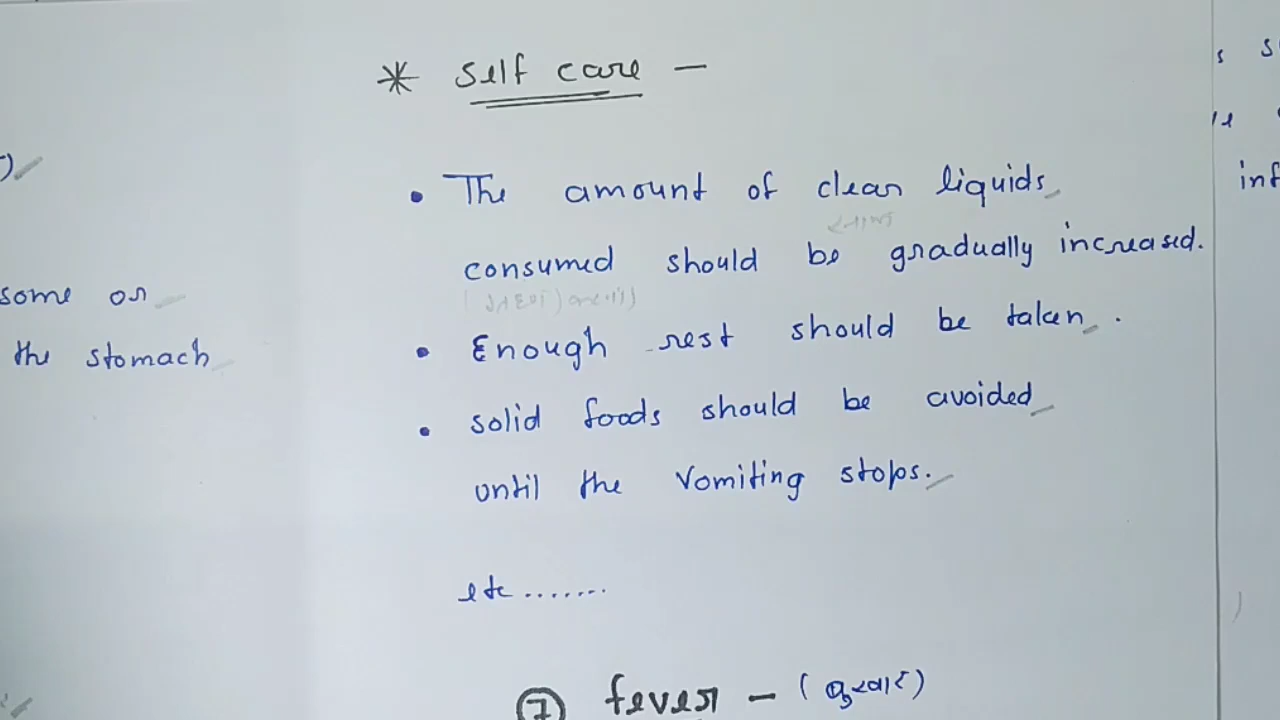 * Self care -
• The amount of clear liquids
consumed should be gradually increased.
• Enough rest should be taken.
• solid foods should be avoided
until the vomiting stops.
etc.......
⑦ fever - (बुखार)
some or
the stomach
inf